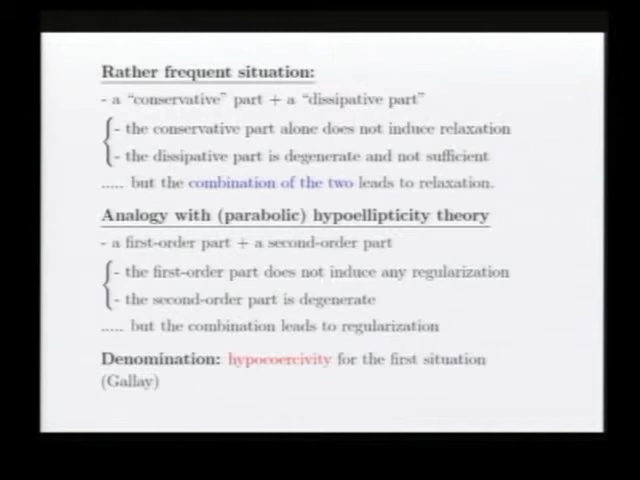 Rather frequent situation:
- a “conservative” part + a “dissipative part”
- the conservative part alone does not induce relaxation
- the dissipative part is degenerate and not sufficient
..... but the combination of the two leads to relaxation.
Analogy with (parabolic) hypoellipticity theory
- a first-order part + a second-order part
- the first-order part does not induce any regularization
- the second-order part is degenerate
..... but the combination leads to regularization
Denomination: hypocoercivity for the first situation
(Gallay)